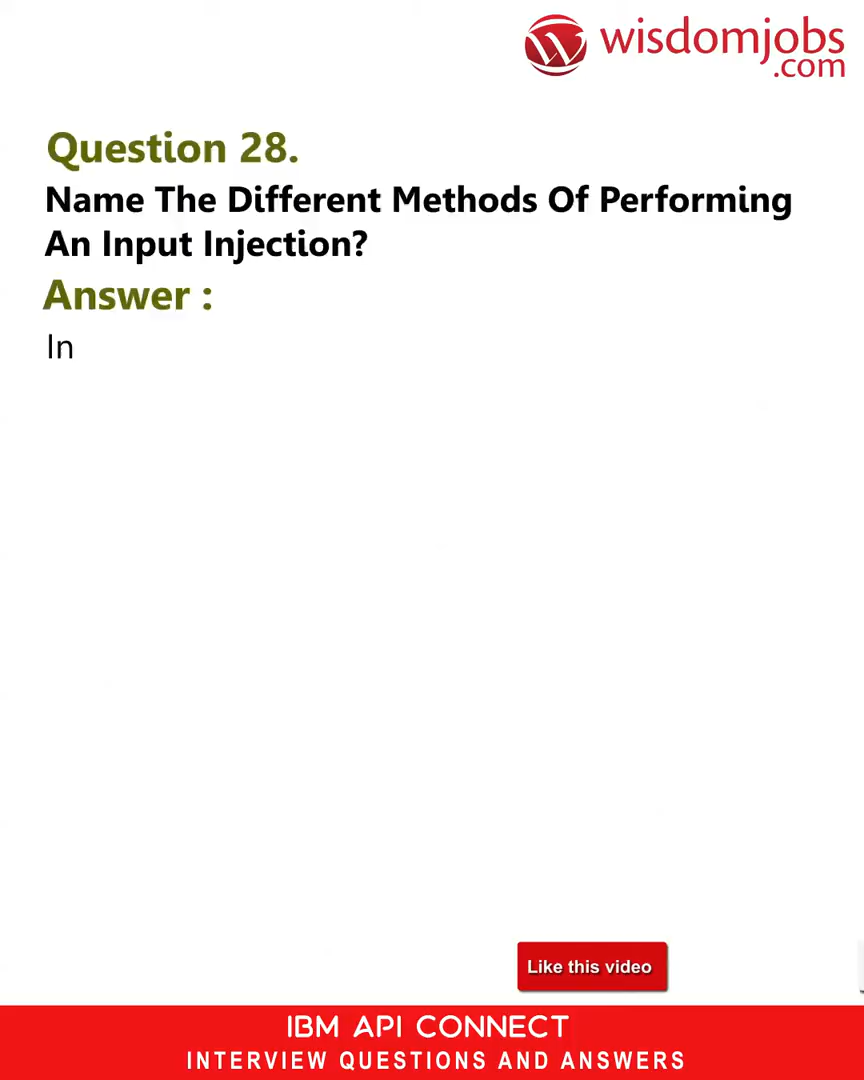 wisdomjobs
.com
Question 28.
Name The Different Methods Of Performing
An Input Injection?
Answer :
In
Like this video
IBM API CONNECT
INTERVIEW QUESTIONS AND ANSWERS